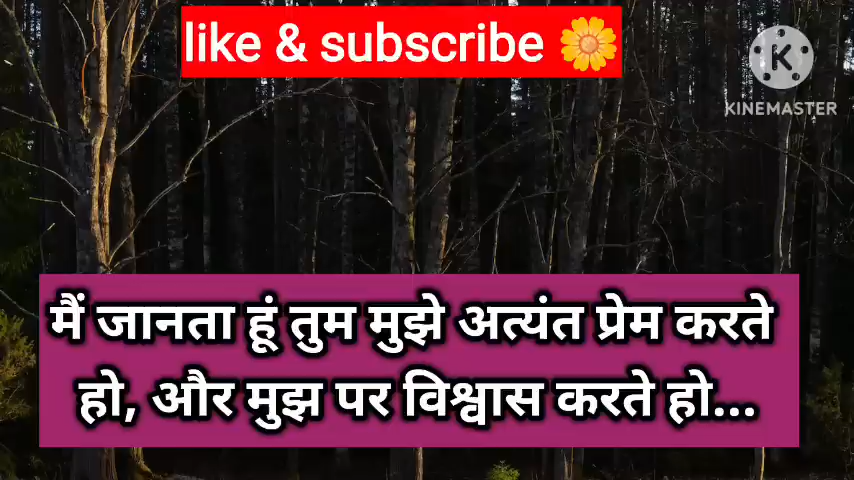 like & subscribe 🌼
KINEMASTER
मैं जानता हूं तुम मुझे अत्यंत प्रेम करते
हो, और मुझ पर विश्वास करते हो...